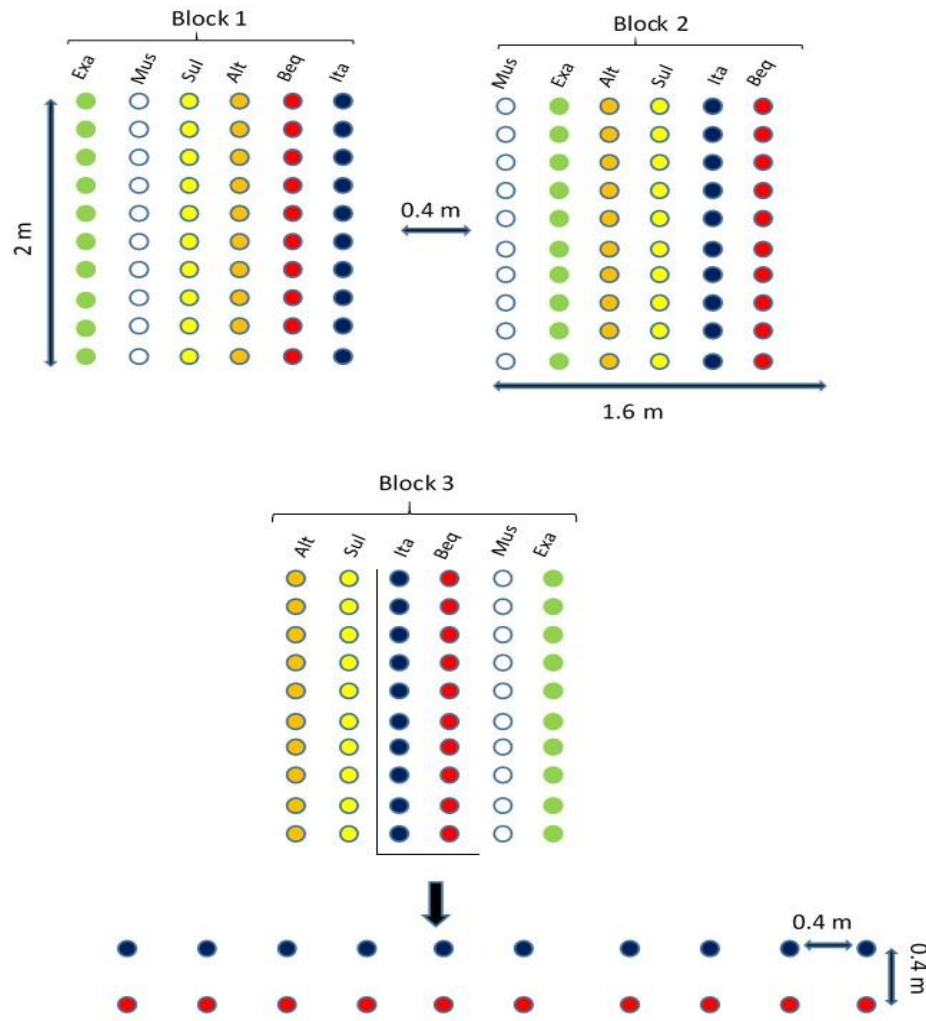 Block 1
Exa Mus Sul Alt Beq Ita
2 m
0.4 m
Block 2
Mus Exa Alt Sul Ita Beq
1.6 m
Block 3
Alt Sul Ita Beq Mus Exa
0.4 m
0.4 m